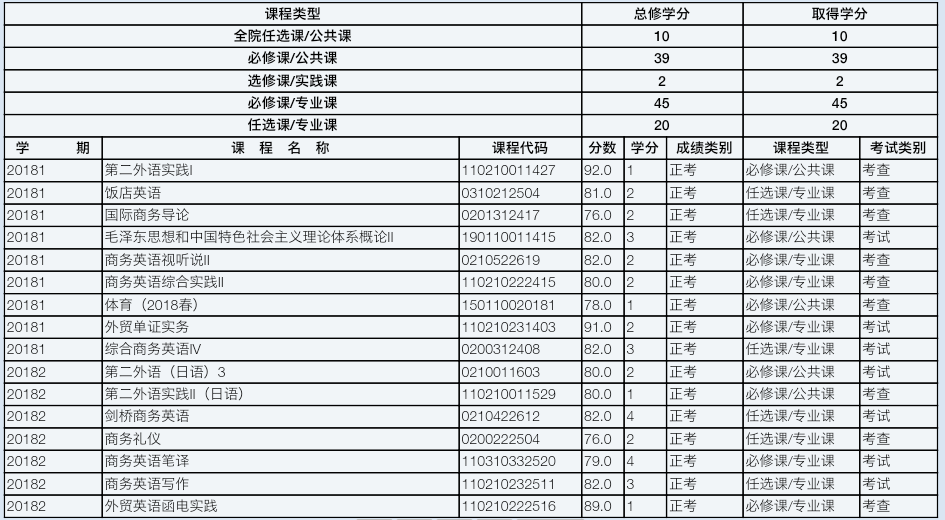 课程类型 总修学分 取得学分
全院任选课/公共课 10 10
必修课/公共课 39 39
选修课/实践课 2 2
必修课/专业课 45 45
任选课/专业课 20 20
学 期 课 程 名 称 课程代码 分数 学分 成绩类别 课程类型 考试类别
20181 第二外语实践I 110210011427 92.0 1 正考 必修课/公共课 考查
20181 饭店英语 0310212504 81.0 2 正考 任选课/专业课 考查
20181 国际商务导论 0201312417 76.0 2 正考 任选课/专业课 考查
20181 毛泽东思想和中国特色社会主义理论体系概论II 190110011415 82.0 3 正考 必修课/公共课 考试
20181 商务英语视听说II 0210522619 82.0 2 正考 必修课/专业课 考查
20181 商务英语综合实践II 110210222415 80.0 2 正考 必修课/专业课 考查
20181 体育（2018春） 150110020181 78.0 1 正考 必修课/公共课 考查
20181 外贸单证实务 110210231403 91.0 2 正考 必修课/专业课 考试
20181 综合商务英语IV 0200312408 82.0 3 正考 任选课/专业课 考试
20182 第二外语（日语）3 0210011603 80.0 2 正考 必修课/公共课 考试
20182 第二外语实践II（日语） 110210011529 80.0 1 正考 必修课/公共课 考查
20182 剑桥商务英语 0210422612 82.0 4 正考 任选课/专业课 考试
20182 商务礼仪 0200222504 76.0 2 正考 任选课/专业课 考查
20182 商务英语笔译 110310332520 79.0 4 正考 必修课/专业课 考试
20182 商务英语写作 110210232511 82.0 3 正考 任选课/专业课 考试
20182 外贸英语函电实践 110210222516 89.0 1 正考 必修课/专业课 考查